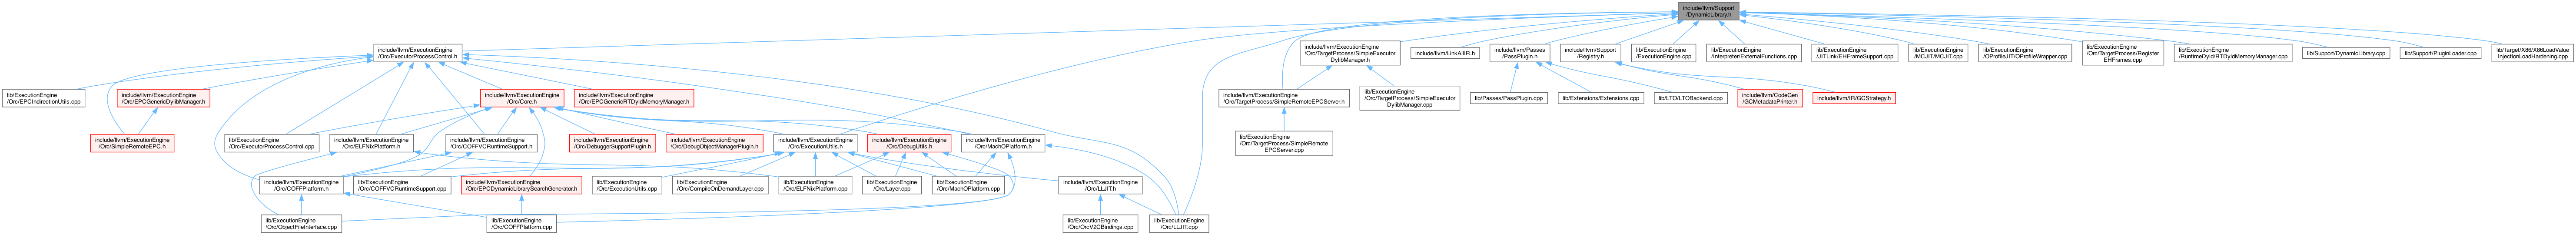 include/llvm/Support
/DynamicLibrary.h
include/llvm/ExecutionEngine
/Orc/ExecutorProcessControl.h
include/llvm/ExecutionEngine
/Orc/TargetProcess/SimpleExecutor
DylibManager.h
include/llvm/LinkAllIR.h
include/llvm/Passes
/PassPlugin.h
include/llvm/Support
/Registry.h
lib/ExecutionEngine
/ExecutionEngine.cpp
lib/ExecutionEngine
/Interpreter/ExternalFunctions.cpp
lib/ExecutionEngine
/JITLink/EHFrameSupport.cpp
lib/ExecutionEngine
/MCJIT/MCJIT.cpp
lib/ExecutionEngine
/OProfileJIT/OProfileWrapper.cpp
lib/ExecutionEngine
/Orc/TargetProcess/Register
EHFrames.cpp
lib/ExecutionEngine
/RuntimeDyld/RTDyldMemoryManager.cpp
lib/Support/DynamicLibrary.cpp
lib/Support/PluginLoader.cpp
lib/Target/X86/X86LoadValue
InjectionLoadHardening.cpp
lib/ExecutionEngine
/Orc/EPCIndirectionUtils.cpp
include/llvm/ExecutionEngine
/Orc/EPCGenericDylibManager.h
include/llvm/ExecutionEngine
/Orc/Core.h
include/llvm/ExecutionEngine
/Orc/EPCGenericRTDyldMemoryManager.h
include/llvm/ExecutionEngine
/Orc/TargetProcess/SimpleRemoteEPCServer.h
lib/ExecutionEngine
/Orc/TargetProcess/SimpleExecutor
DylibManager.cpp
lib/Passes/PassPlugin.cpp
lib/Extensions/Extensions.cpp
lib/LTO/LTOBackend.cpp
include/llvm/CodeGen
/GCMetadataPrinter.h
include/llvm/IR/GCStrategy.h
include/llvm/ExecutionEngine
/Orc/SimpleRemoteEPC.h
lib/ExecutionEngine
/Orc/ExecutorProcessControl.cpp
include/llvm/ExecutionEngine
/Orc/ELFNixPlatform.h
include/llvm/ExecutionEngine
/Orc/COFFVCRuntimeSupport.h
include/llvm/ExecutionEngine
/Orc/DebuggerSupportPlugin.h
include/llvm/ExecutionEngine
/Orc/DebugObjectManagerPlugin.h
include/llvm/ExecutionEngine
/Orc/ExecutionUtils.h
include/llvm/ExecutionEngine
/Orc/DebugUtils.h
include/llvm/ExecutionEngine
/Orc/MachOPlatform.h
lib/ExecutionEngine
/Orc/TargetProcess/SimpleRemote
EPCServer.cpp
include/llvm/ExecutionEngine
/Orc/COFFPlatform.h
lib/ExecutionEngine
/Orc/COFFVCRuntimeSupport.cpp
include/llvm/ExecutionEngine
/Orc/EPCDynamicLibrarySearchGenerator.h
lib/ExecutionEngine
/Orc/ExecutionUtils.cpp
lib/ExecutionEngine
/Orc/CompileOnDemandLayer.cpp
lib/ExecutionEngine
/Orc/ELFNixPlatform.cpp
lib/ExecutionEngine
/Orc/Layer.cpp
lib/ExecutionEngine
/Orc/MachOPlatform.cpp
include/llvm/ExecutionEngine
/Orc/LLJIT.h
lib/ExecutionEngine
/Orc/ObjectFileInterface.cpp
lib/ExecutionEngine
/Orc/COFFPlatform.cpp
lib/ExecutionEngine
/Orc/OrcV2CBindings.cpp
lib/ExecutionEngine
/Orc/LLJIT.cpp